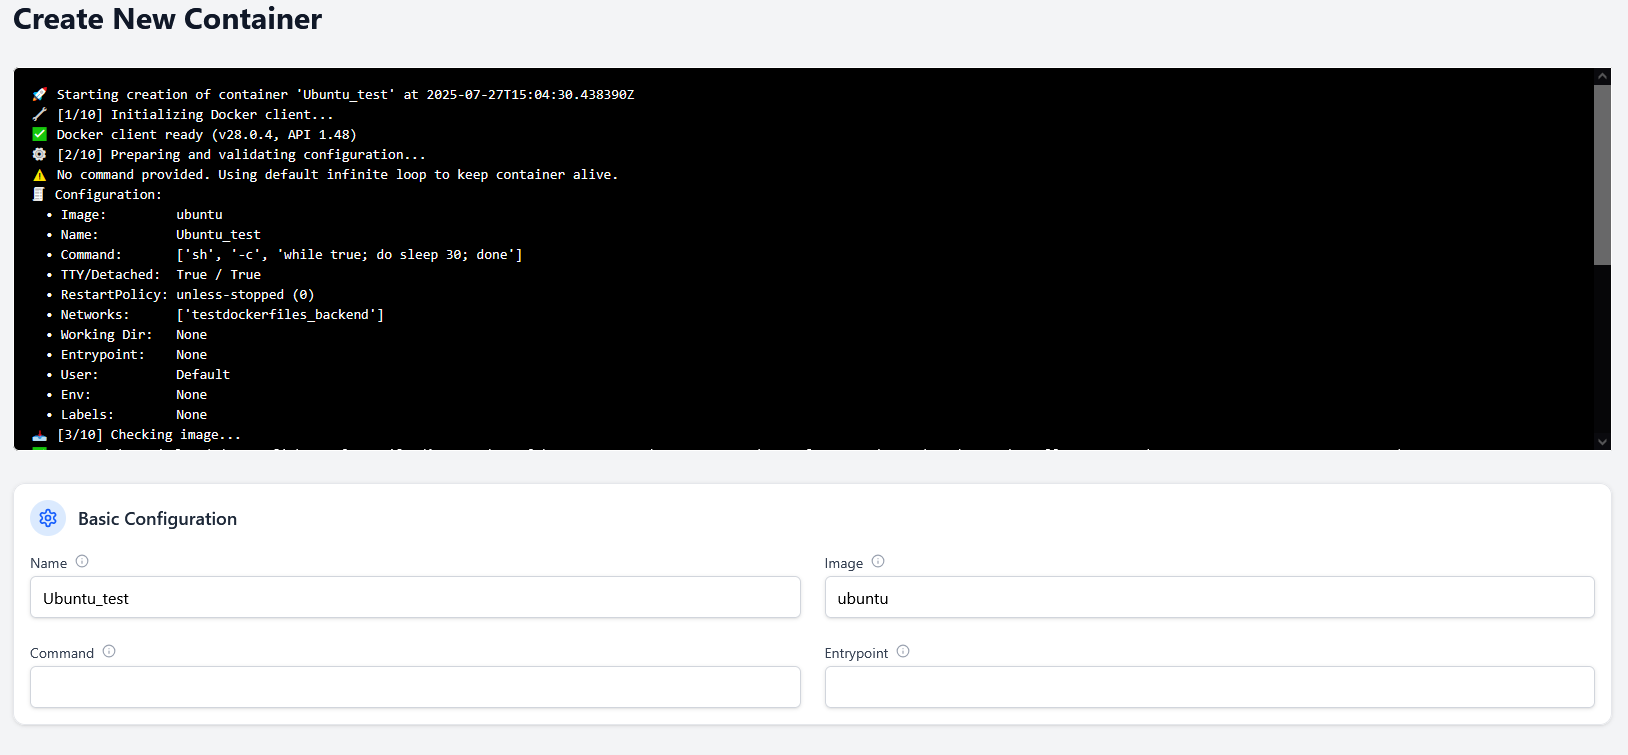 Create New Container
🚀 Starting creation of container 'Ubuntu_test' at 2025-07-27T15:04:30.438390Z
🔧 [1/10] Initializing Docker client...
✅ Docker client ready (v28.0.4, API 1.48)
⚙️ [2/10] Preparing and validating configuration...
⚠️ No command provided. Using default infinite loop to keep container alive.
🧾 Configuration:
• Image: ubuntu
• Name: Ubuntu_test
• Command: ['sh', '-c', 'while true; do sleep 30; done']
• TTY/Detached: True / True
• RestartPolicy: unless-stopped (0)
• Networks: ['testdockerfiles_backend']
• Working Dir: None
• Entrypoint: None
• User: Default
• Env: None
• Labels: None
📥 [3/10] Checking image...
Basic Configuration
Name
Image
Ubuntu_test
ubuntu
Command
Entrypoint